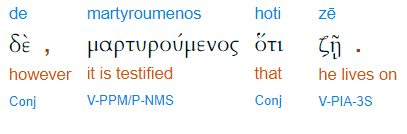 de martyroumenos hoti zē
δὲ , μαρτυρούμενος ὅτι ζῇ .
however it is testified that he lives on
Conj V-PPM/P-NMS Conj V-PIA-3S